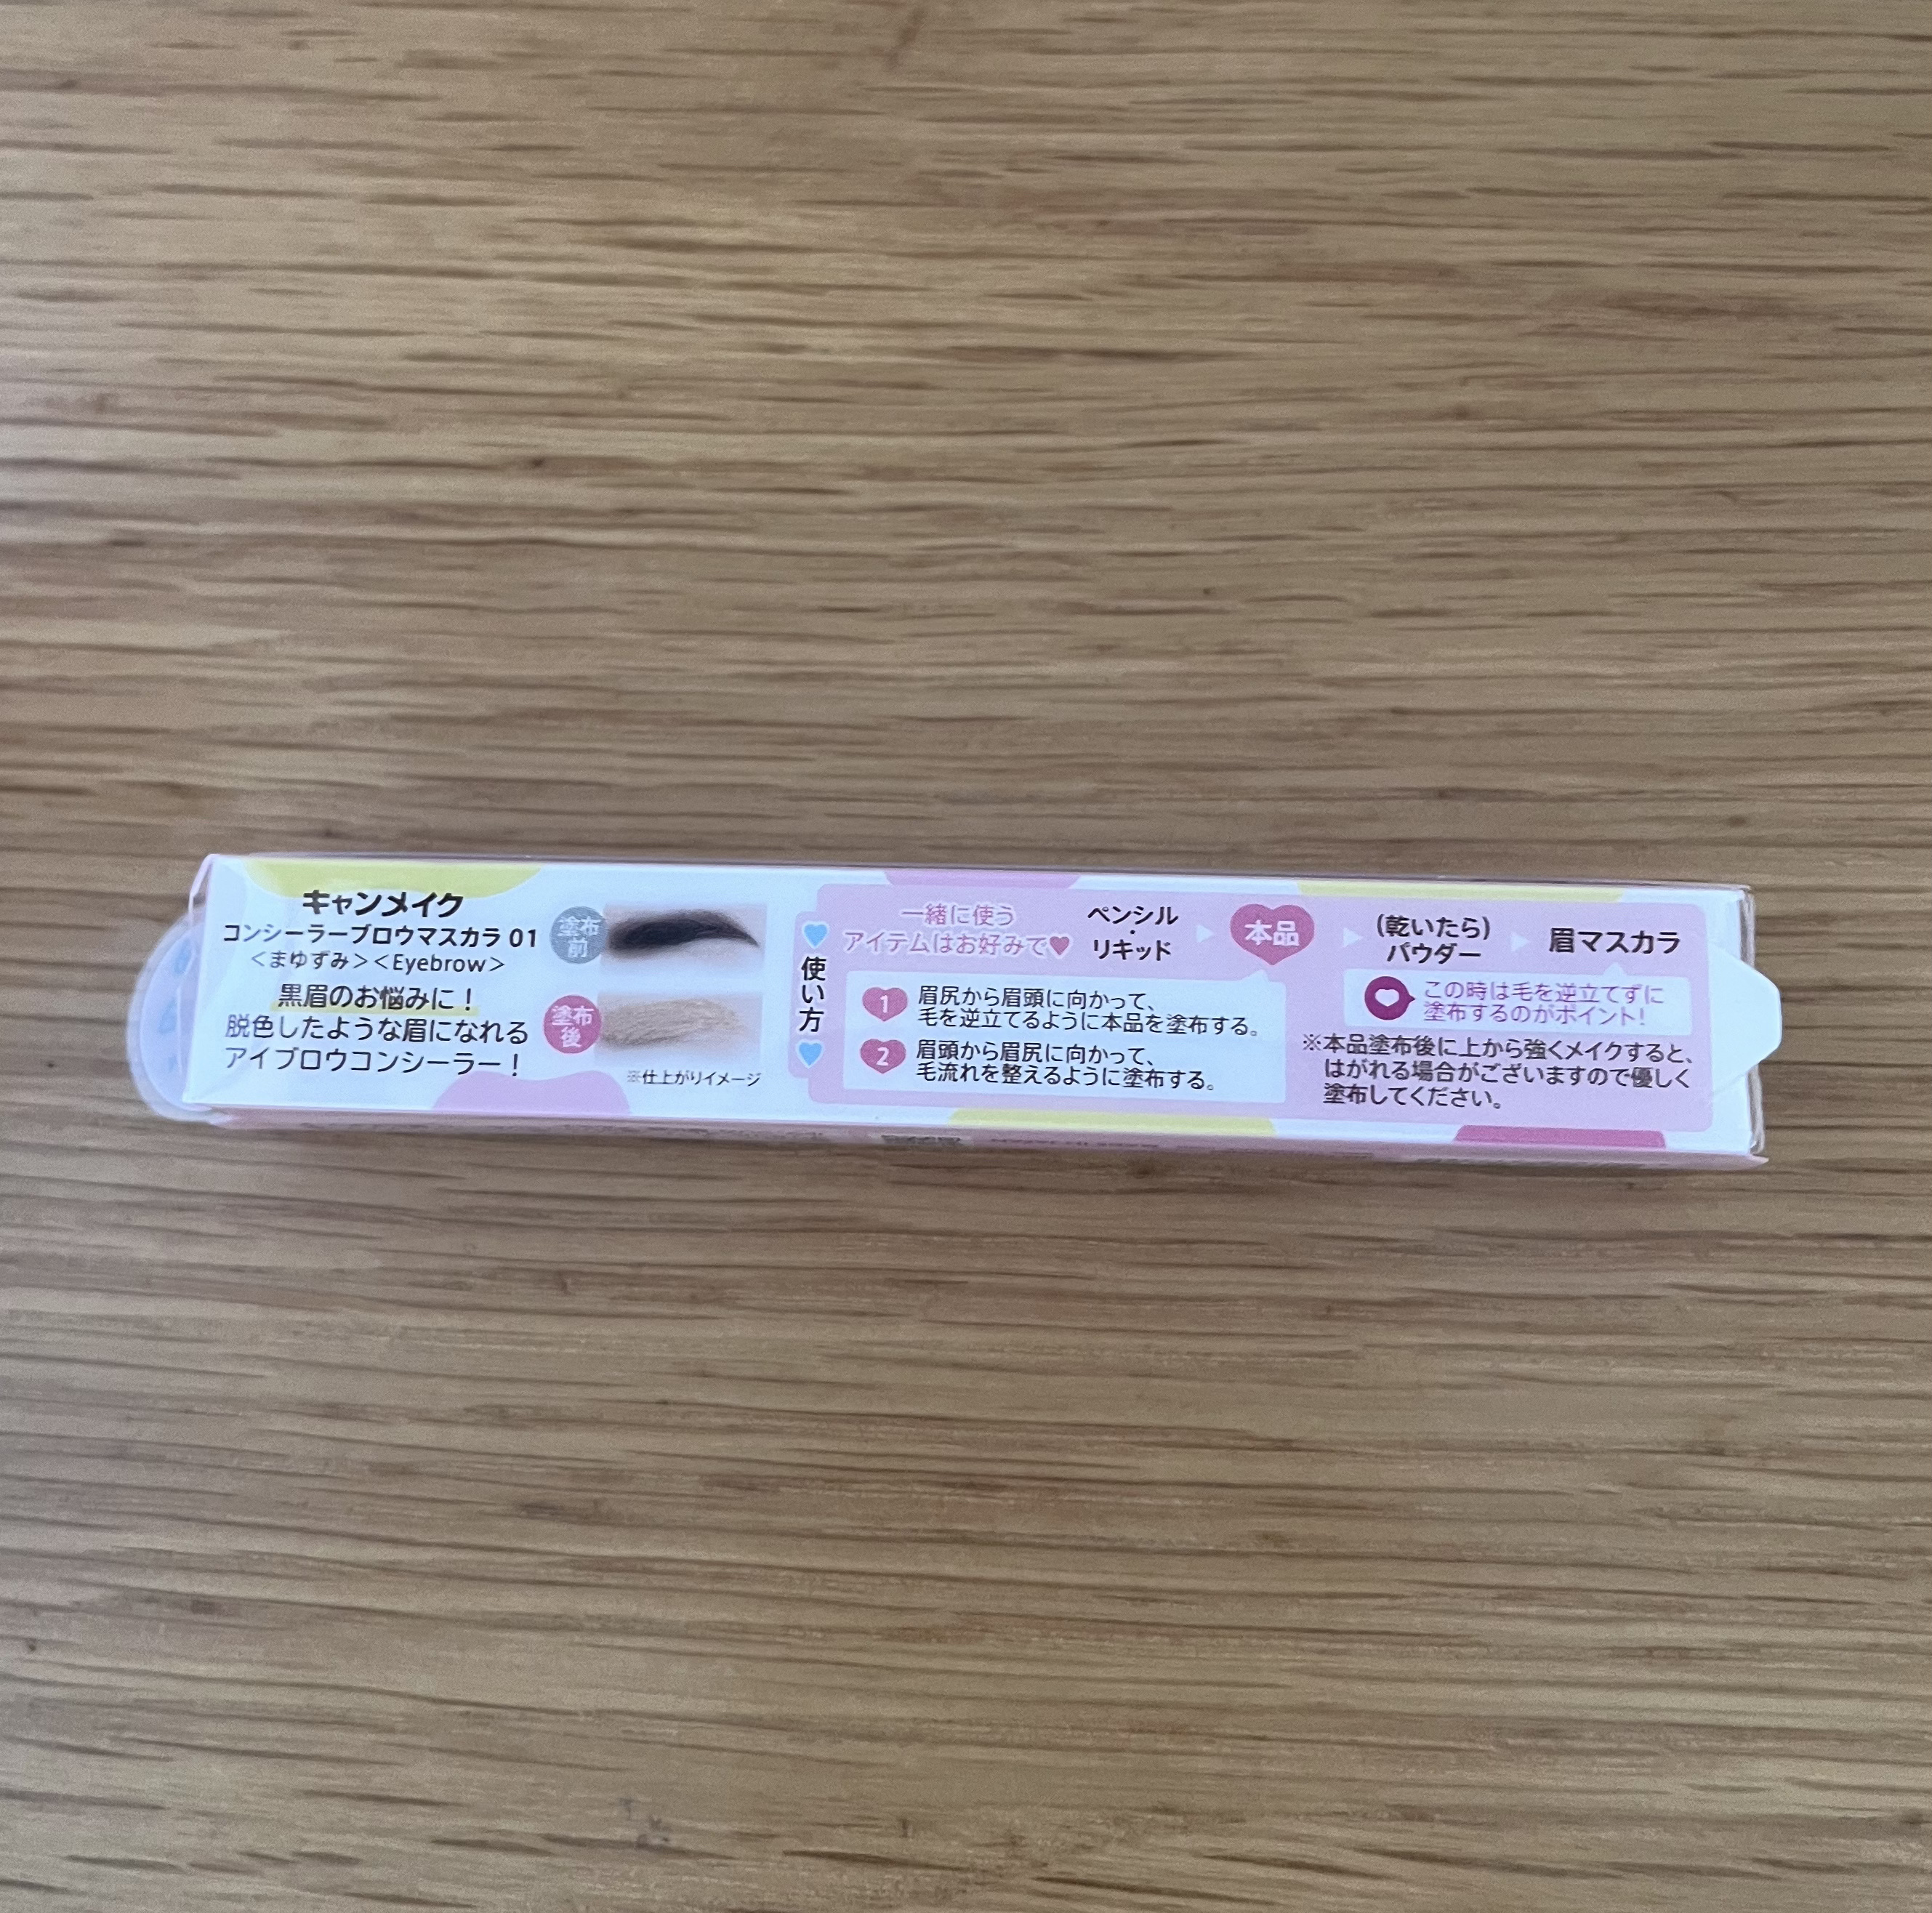 キャンメイク
コンシーラーブロウマスカラ 01
＜まゆずみ＞＜Eyebrow＞
黒眉のお悩みに！
脱色したような眉になれる
アイブロウコンシーラー！
塗布
前
塗布
後
※仕上がりイメージ
使い方
一緒に使う
アイテムはお好みで♥
ペンシル
・
リキッド
本品
(乾いたら)
パウダー
眉マスカラ
1 眉尻から眉頭に向かって、
毛を逆立てるように本品を塗布する。
2 眉頭から眉尻に向かって、
毛流れを整えるように塗布する。
この時は毛を逆立てずに
塗布するのがポイント!
※本品塗布後に上から強くメイクすると、
はがれる場合がございますので優しく
塗布してください。